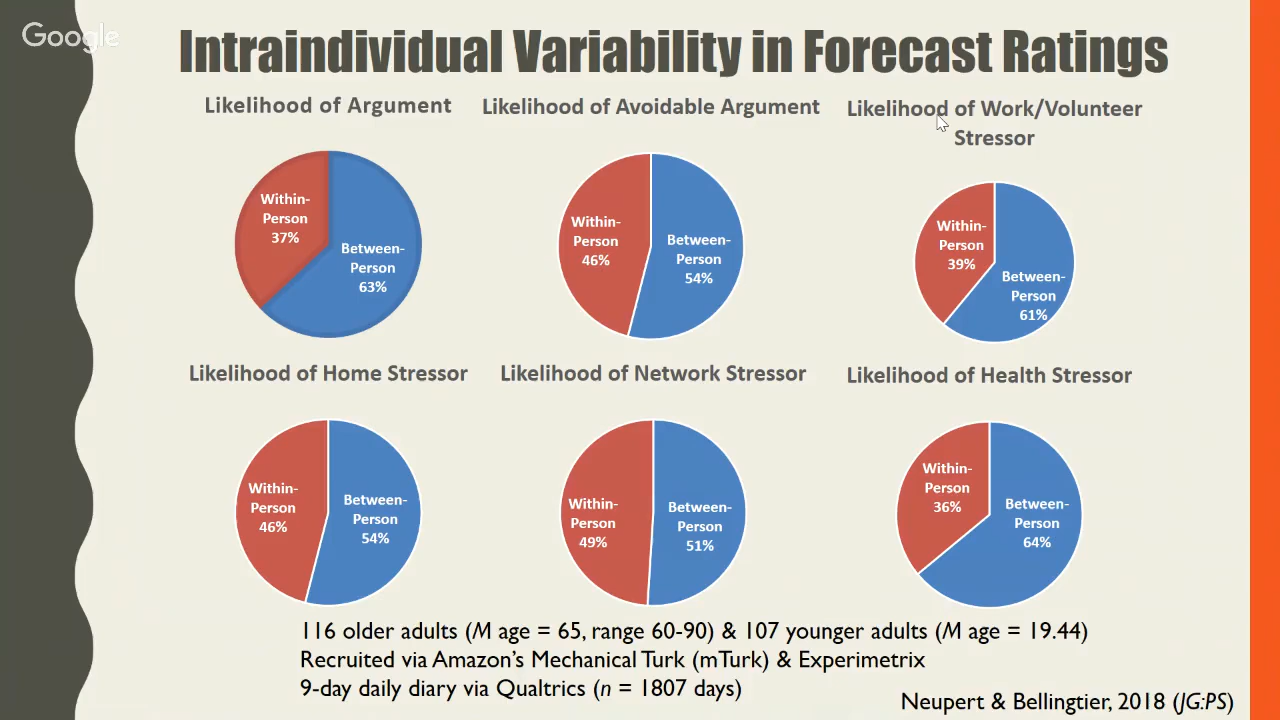 Google
Intraindividual Variability in Forecast Ratings
Likelihood of Argument
Within-
Person
37%
Between-
Person
63%
Likelihood of Avoidable Argument
Within-
Person
46%
Between-
Person
54%
Likelihood of Work/Volunteer
Stressor
Within-
Person
39%
Between-
Person
61%
Likelihood of Home Stressor
Within-
Person
46%
Between-
Person
54%
Likelihood of Network Stressor
Within-
Person
49%
Between-
Person
51%
Likelihood of Health Stressor
Within-
Person
36%
Between-
Person
64%
116 older adults (M age = 65, range 60-90) & 107 younger adults (M age = 19.44)
Recruited via Amazon's Mechanical Turk (mTurk) & Experimetrix
9-day daily diary via Qualtrics (n = 1807 days)
Neupert & Bellingtier, 2018 (JG:PS)